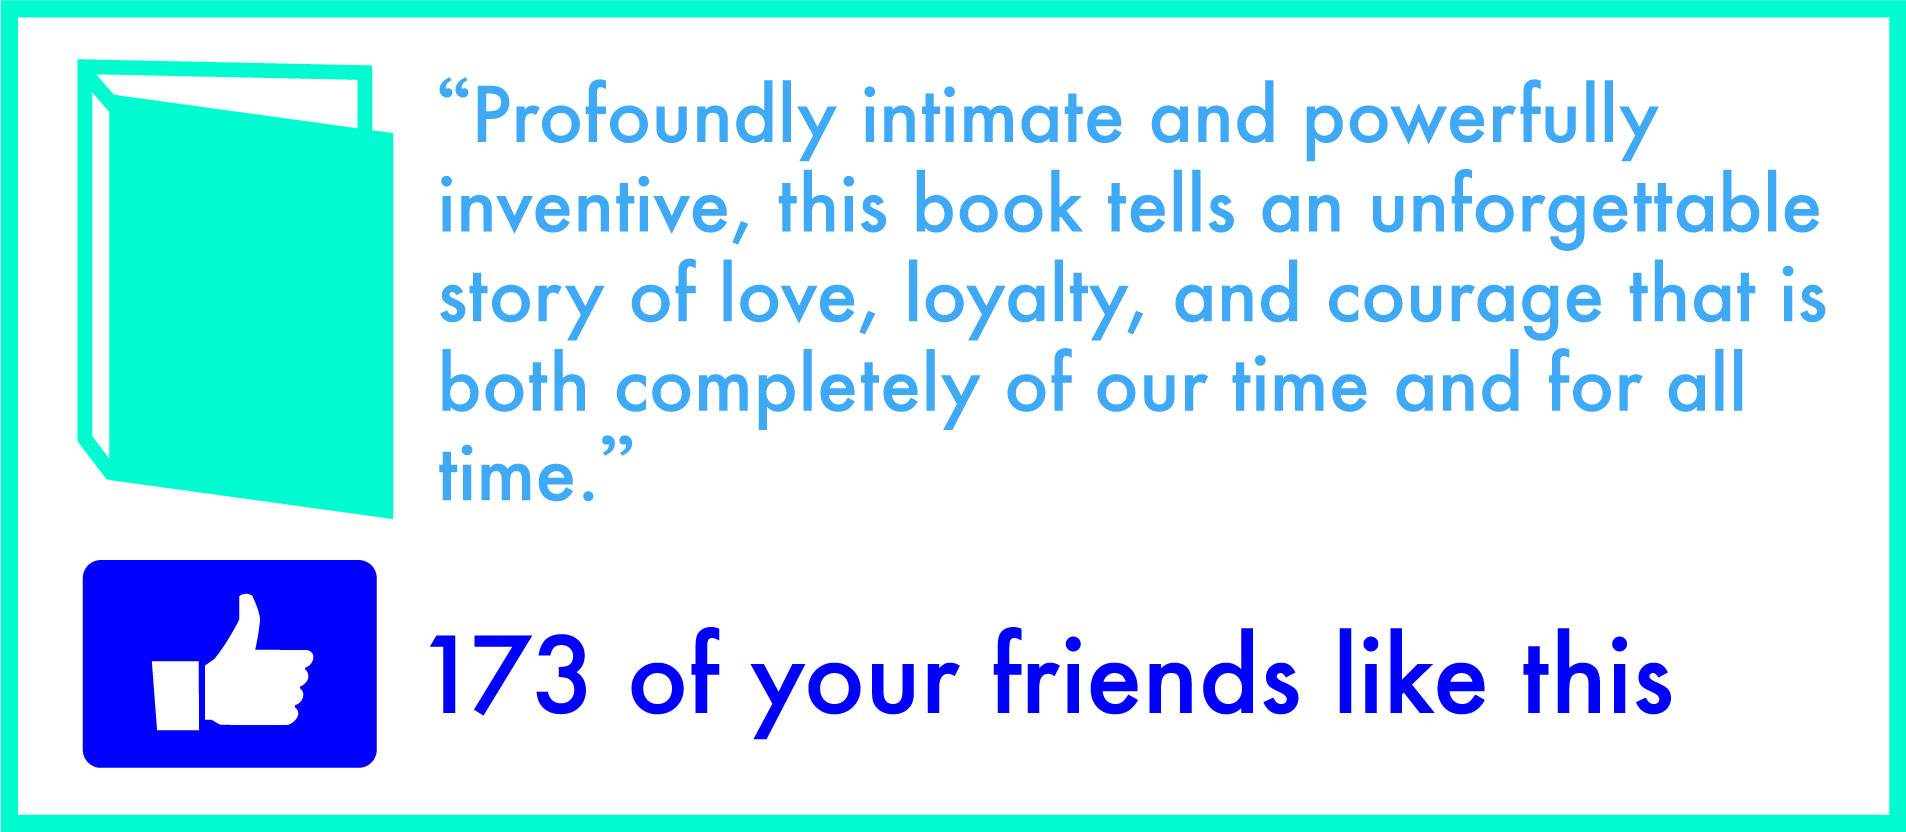 “Profoundly intimate and powerfully
inventive, this book tells an unforgettable
story of love, loyalty, and courage that is
both completely of our time and for all
time.”
173 of your friends like this